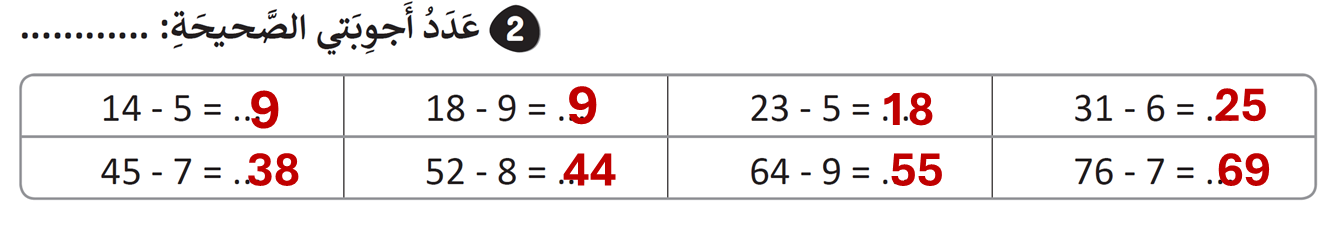 2 عَدَدُ أَجوِبَتي الصَّحيحَةِ: ............
14 - 5 = ...9 18 - 9 = ...9 23 - 5 = ...18 31 - 6 = ...25
45 - 7 = ...38 52 - 8 = ...44 64 - 9 = ...55 76 - 7 = ...69